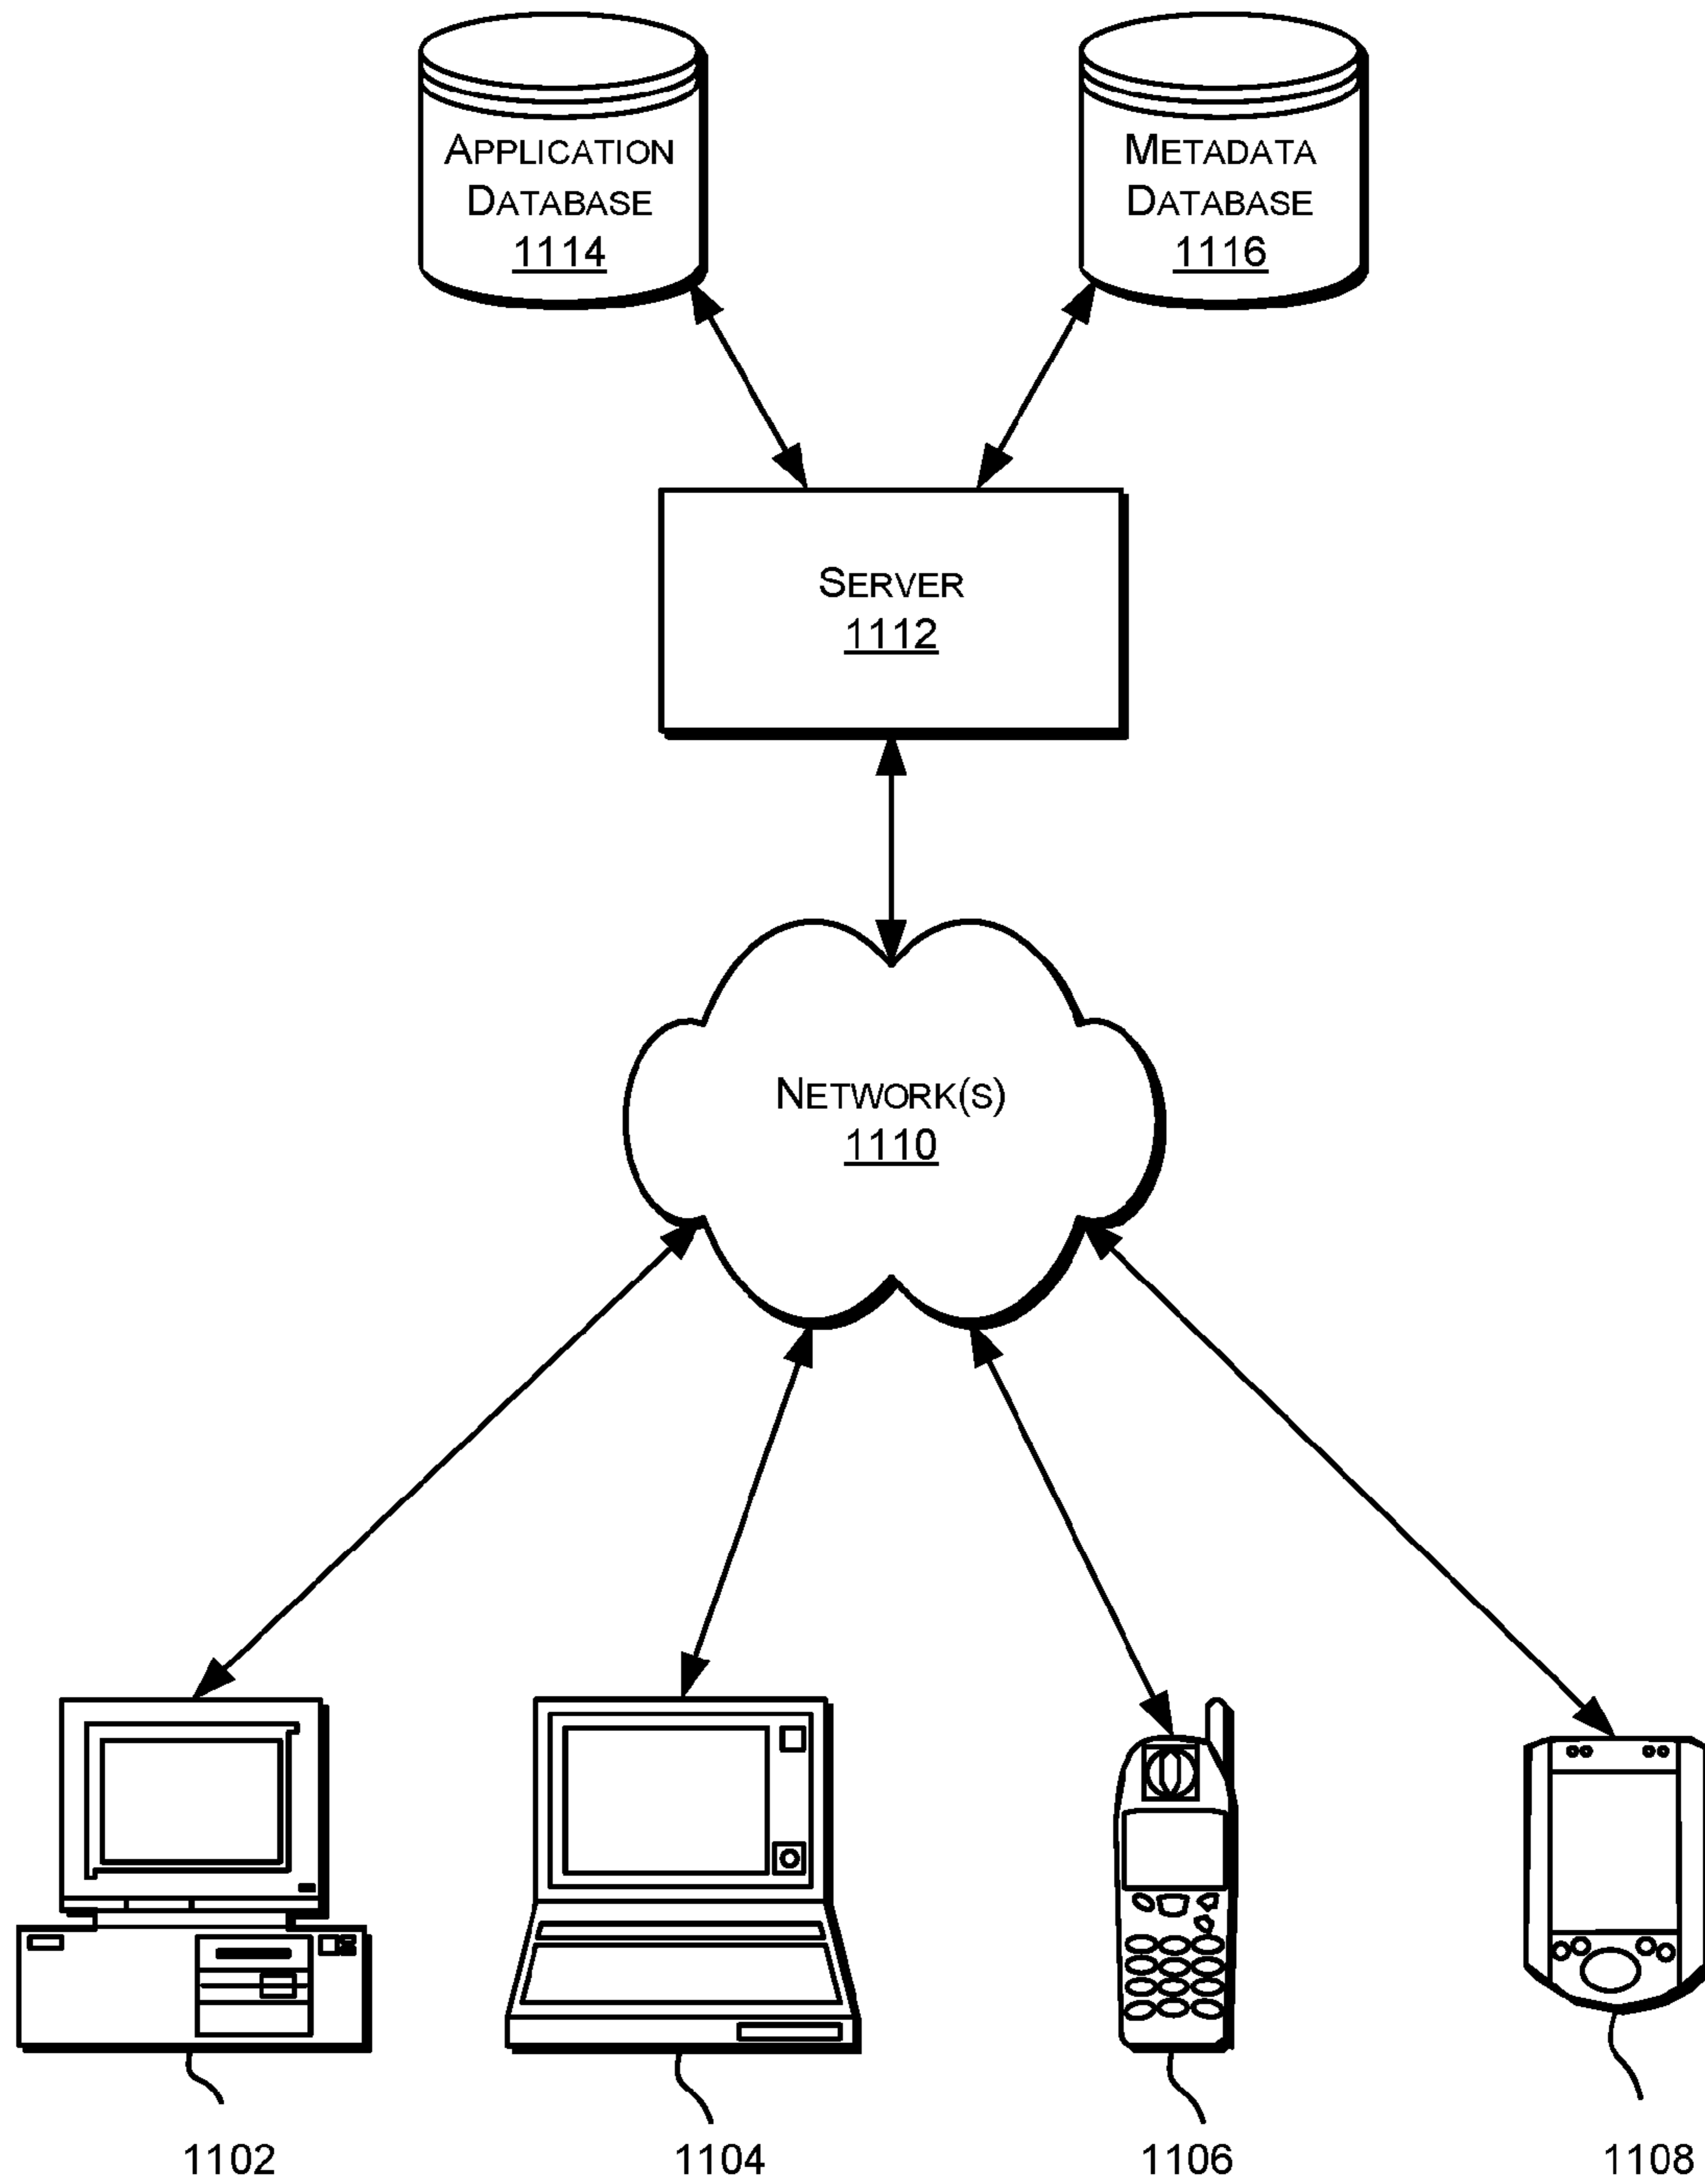 APPLICATION
DATABASE
1114
METADATA
DATABASE
1116
SERVER
1112
NETWORK(S)
1110
1102
1104
1106
1108